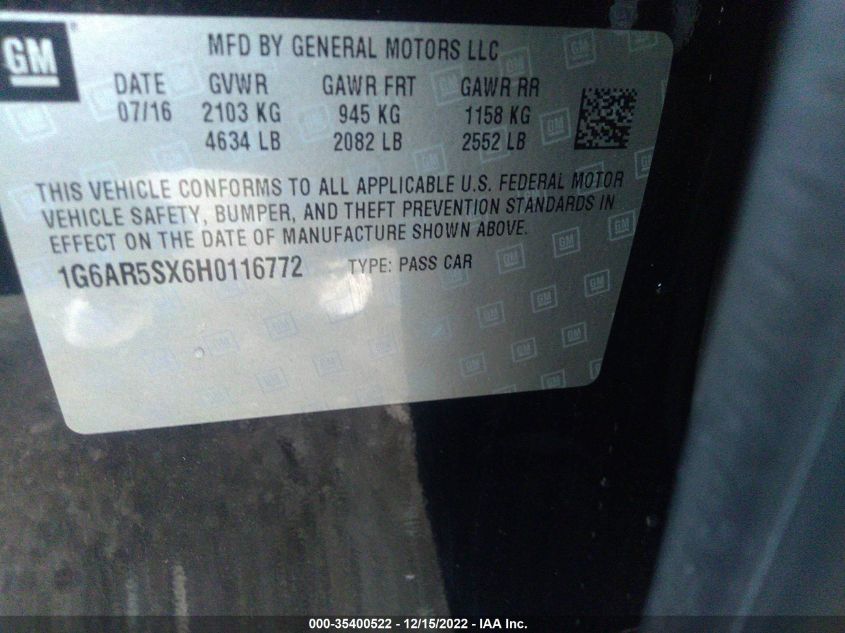 GM ®
MFD BY GENERAL MOTORS LLC
DATE GVWR GAWR FRT GAWR RR
07/16 2103 KG 945 KG 1158 KG
4634 LB 2082 LB 2552 LB
THIS VEHICLE CONFORMS TO ALL APPLICABLE U.S. FEDERAL MOTOR
VEHICLE SAFETY, BUMPER, AND THEFT PREVENTION STANDARDS IN
EFFECT ON THE DATE OF MANUFACTURE SHOWN ABOVE.
1G6AR5SX6H0116772 TYPE: PASS CAR
000-35400522 - 12/15/2022 - IAA Inc.